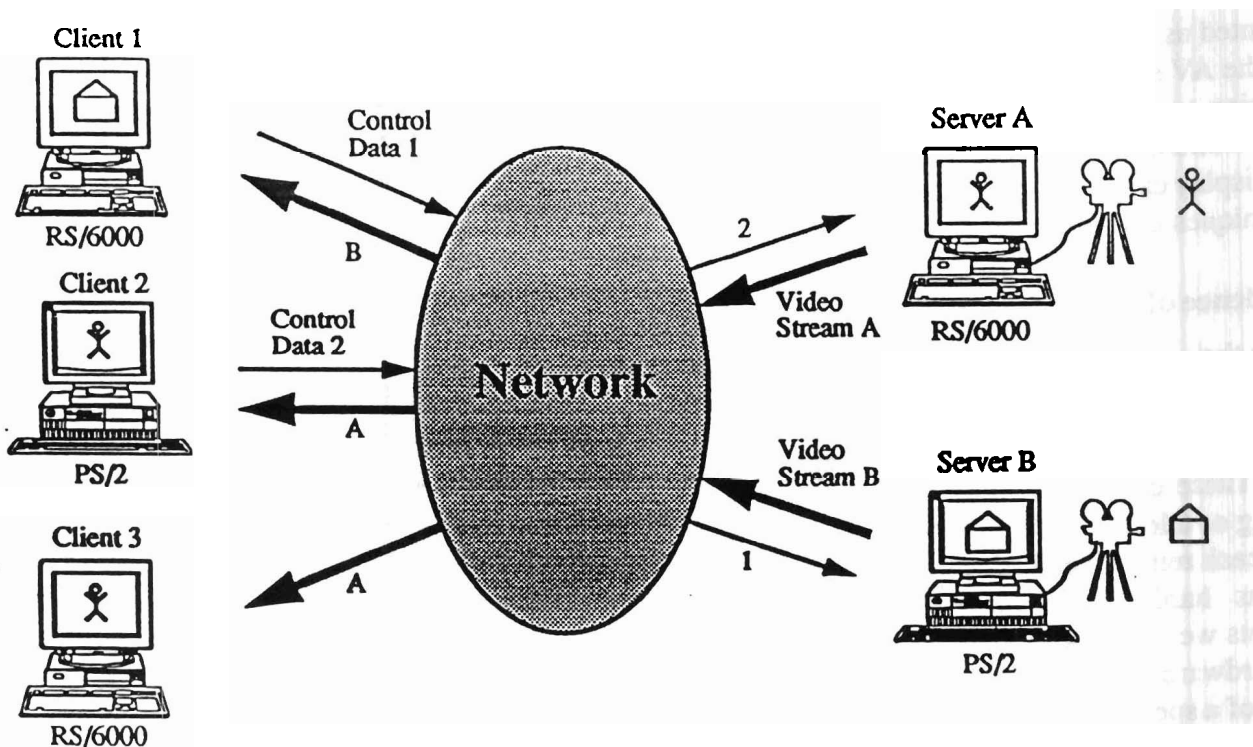 Client 1
RS/6000
Client 2
PS/2
Client 3
RS/6000
Control
Data 1
B
Control
Data 2
A
A
Network
2
Video
Stream A
Video
Stream B
1
Server A
RS/6000
Server B
PS/2